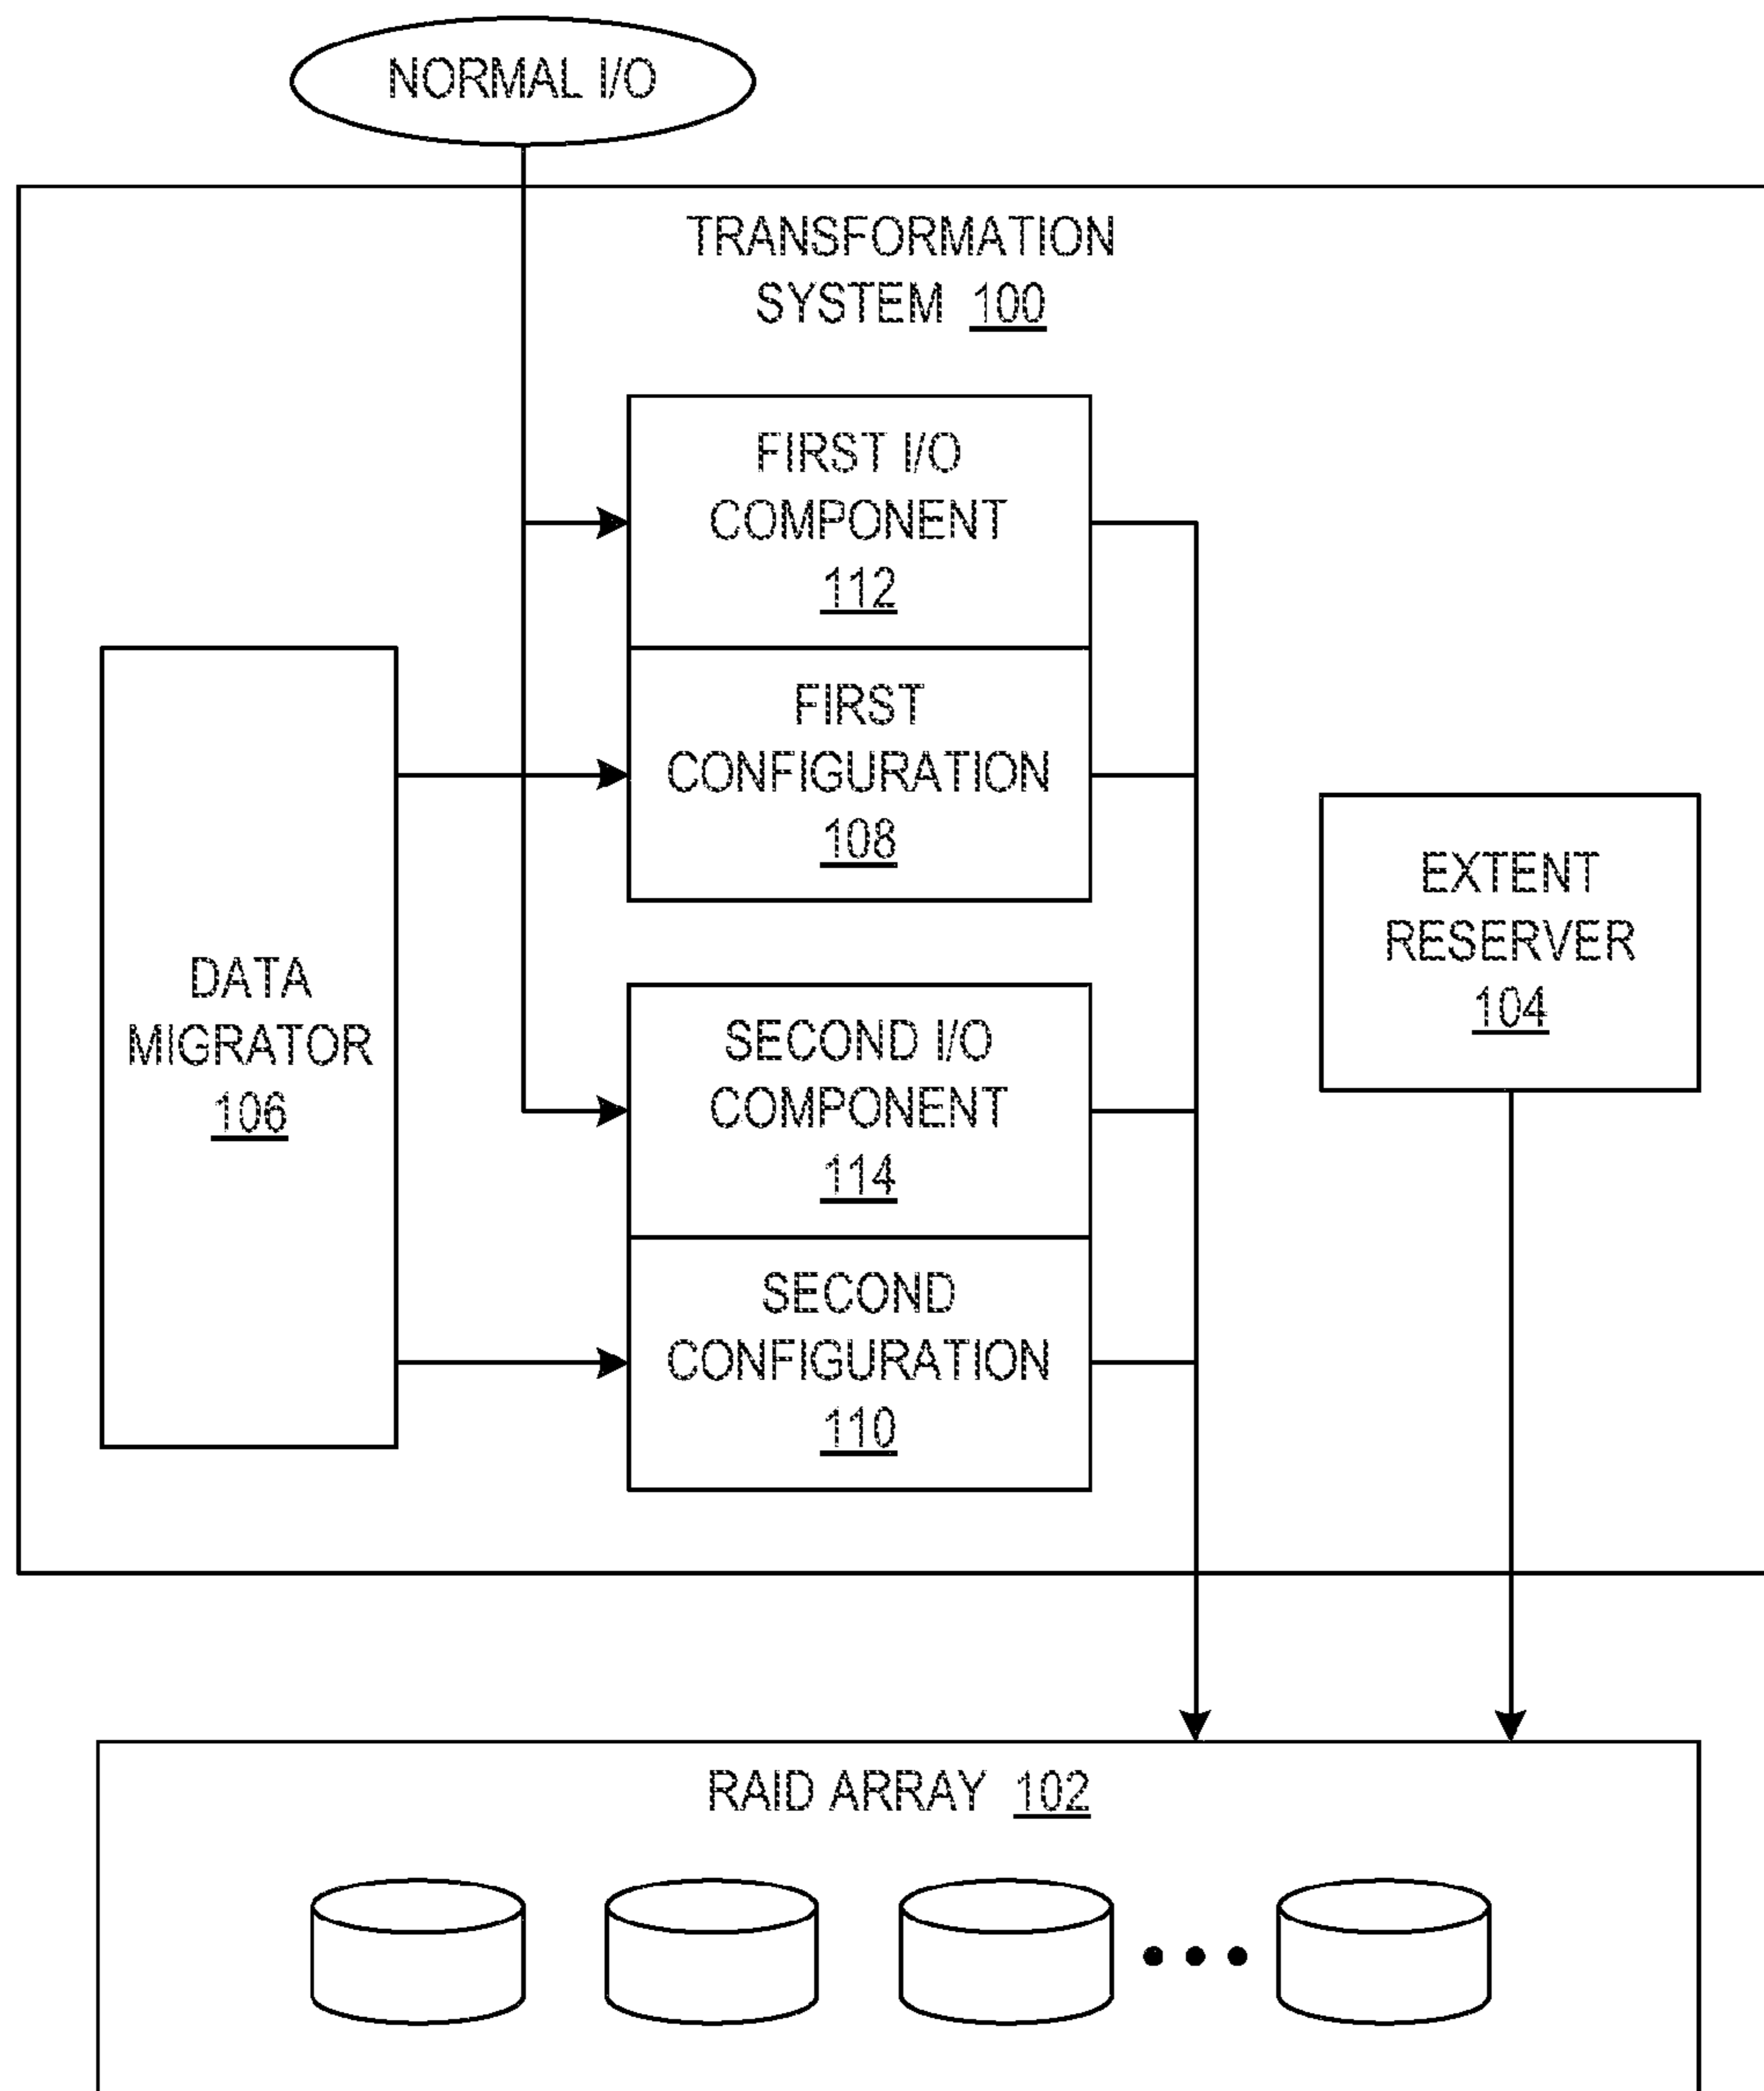 NORMAL I/O
TRANSFORMATION
SYSTEM 100
FIRST I/O
COMPONENT
112
FIRST
CONFIGURATION
108
EXTENT
RESERVER
104
DATA
MIGRATOR
106
SECOND I/O
COMPONENT
114
SECOND
CONFIGURATION
110
RAID ARRAY 102